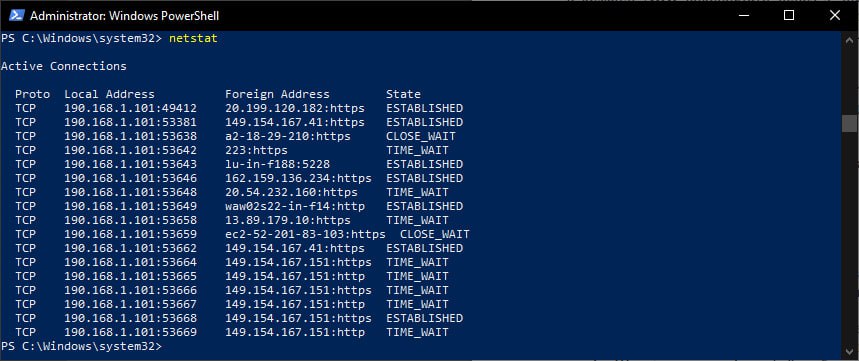 Administrator: Windows PowerShell
PS C:\Windows\system32> netstat
Active Connections
Proto Local Address Foreign Address State
TCP 190.168.1.101:49412 20.199.120.182:https ESTABLISHED
TCP 190.168.1.101:53381 149.154.167.41:https ESTABLISHED
TCP 190.168.1.101:53638 a2-18-29-210:https CLOSE_WAIT
TCP 190.168.1.101:53642 223:https TIME_WAIT
TCP 190.168.1.101:53643 lu-in-f188:5228 ESTABLISHED
TCP 190.168.1.101:53646 162.159.136.234:https ESTABLISHED
TCP 190.168.1.101:53648 20.54.232.160:https TIME_WAIT
TCP 190.168.1.101:53649 waw02s22-in-f14:http ESTABLISHED
TCP 190.168.1.101:53658 13.89.179.10:https TIME_WAIT
TCP 190.168.1.101:53659 ec2-52-201-83-103:https CLOSE_WAIT
TCP 190.168.1.101:53662 149.154.167.41:https ESTABLISHED
TCP 190.168.1.101:53664 149.154.167.151:https TIME_WAIT
TCP 190.168.1.101:53665 149.154.167.151:http TIME_WAIT
TCP 190.168.1.101:53666 149.154.167.151:https TIME_WAIT
TCP 190.168.1.101:53667 149.154.167.151:http TIME_WAIT
TCP 190.168.1.101:53668 149.154.167.151:https ESTABLISHED
TCP 190.168.1.101:53669 149.154.167.151:http TIME_WAIT
PS C:\Windows\system32>